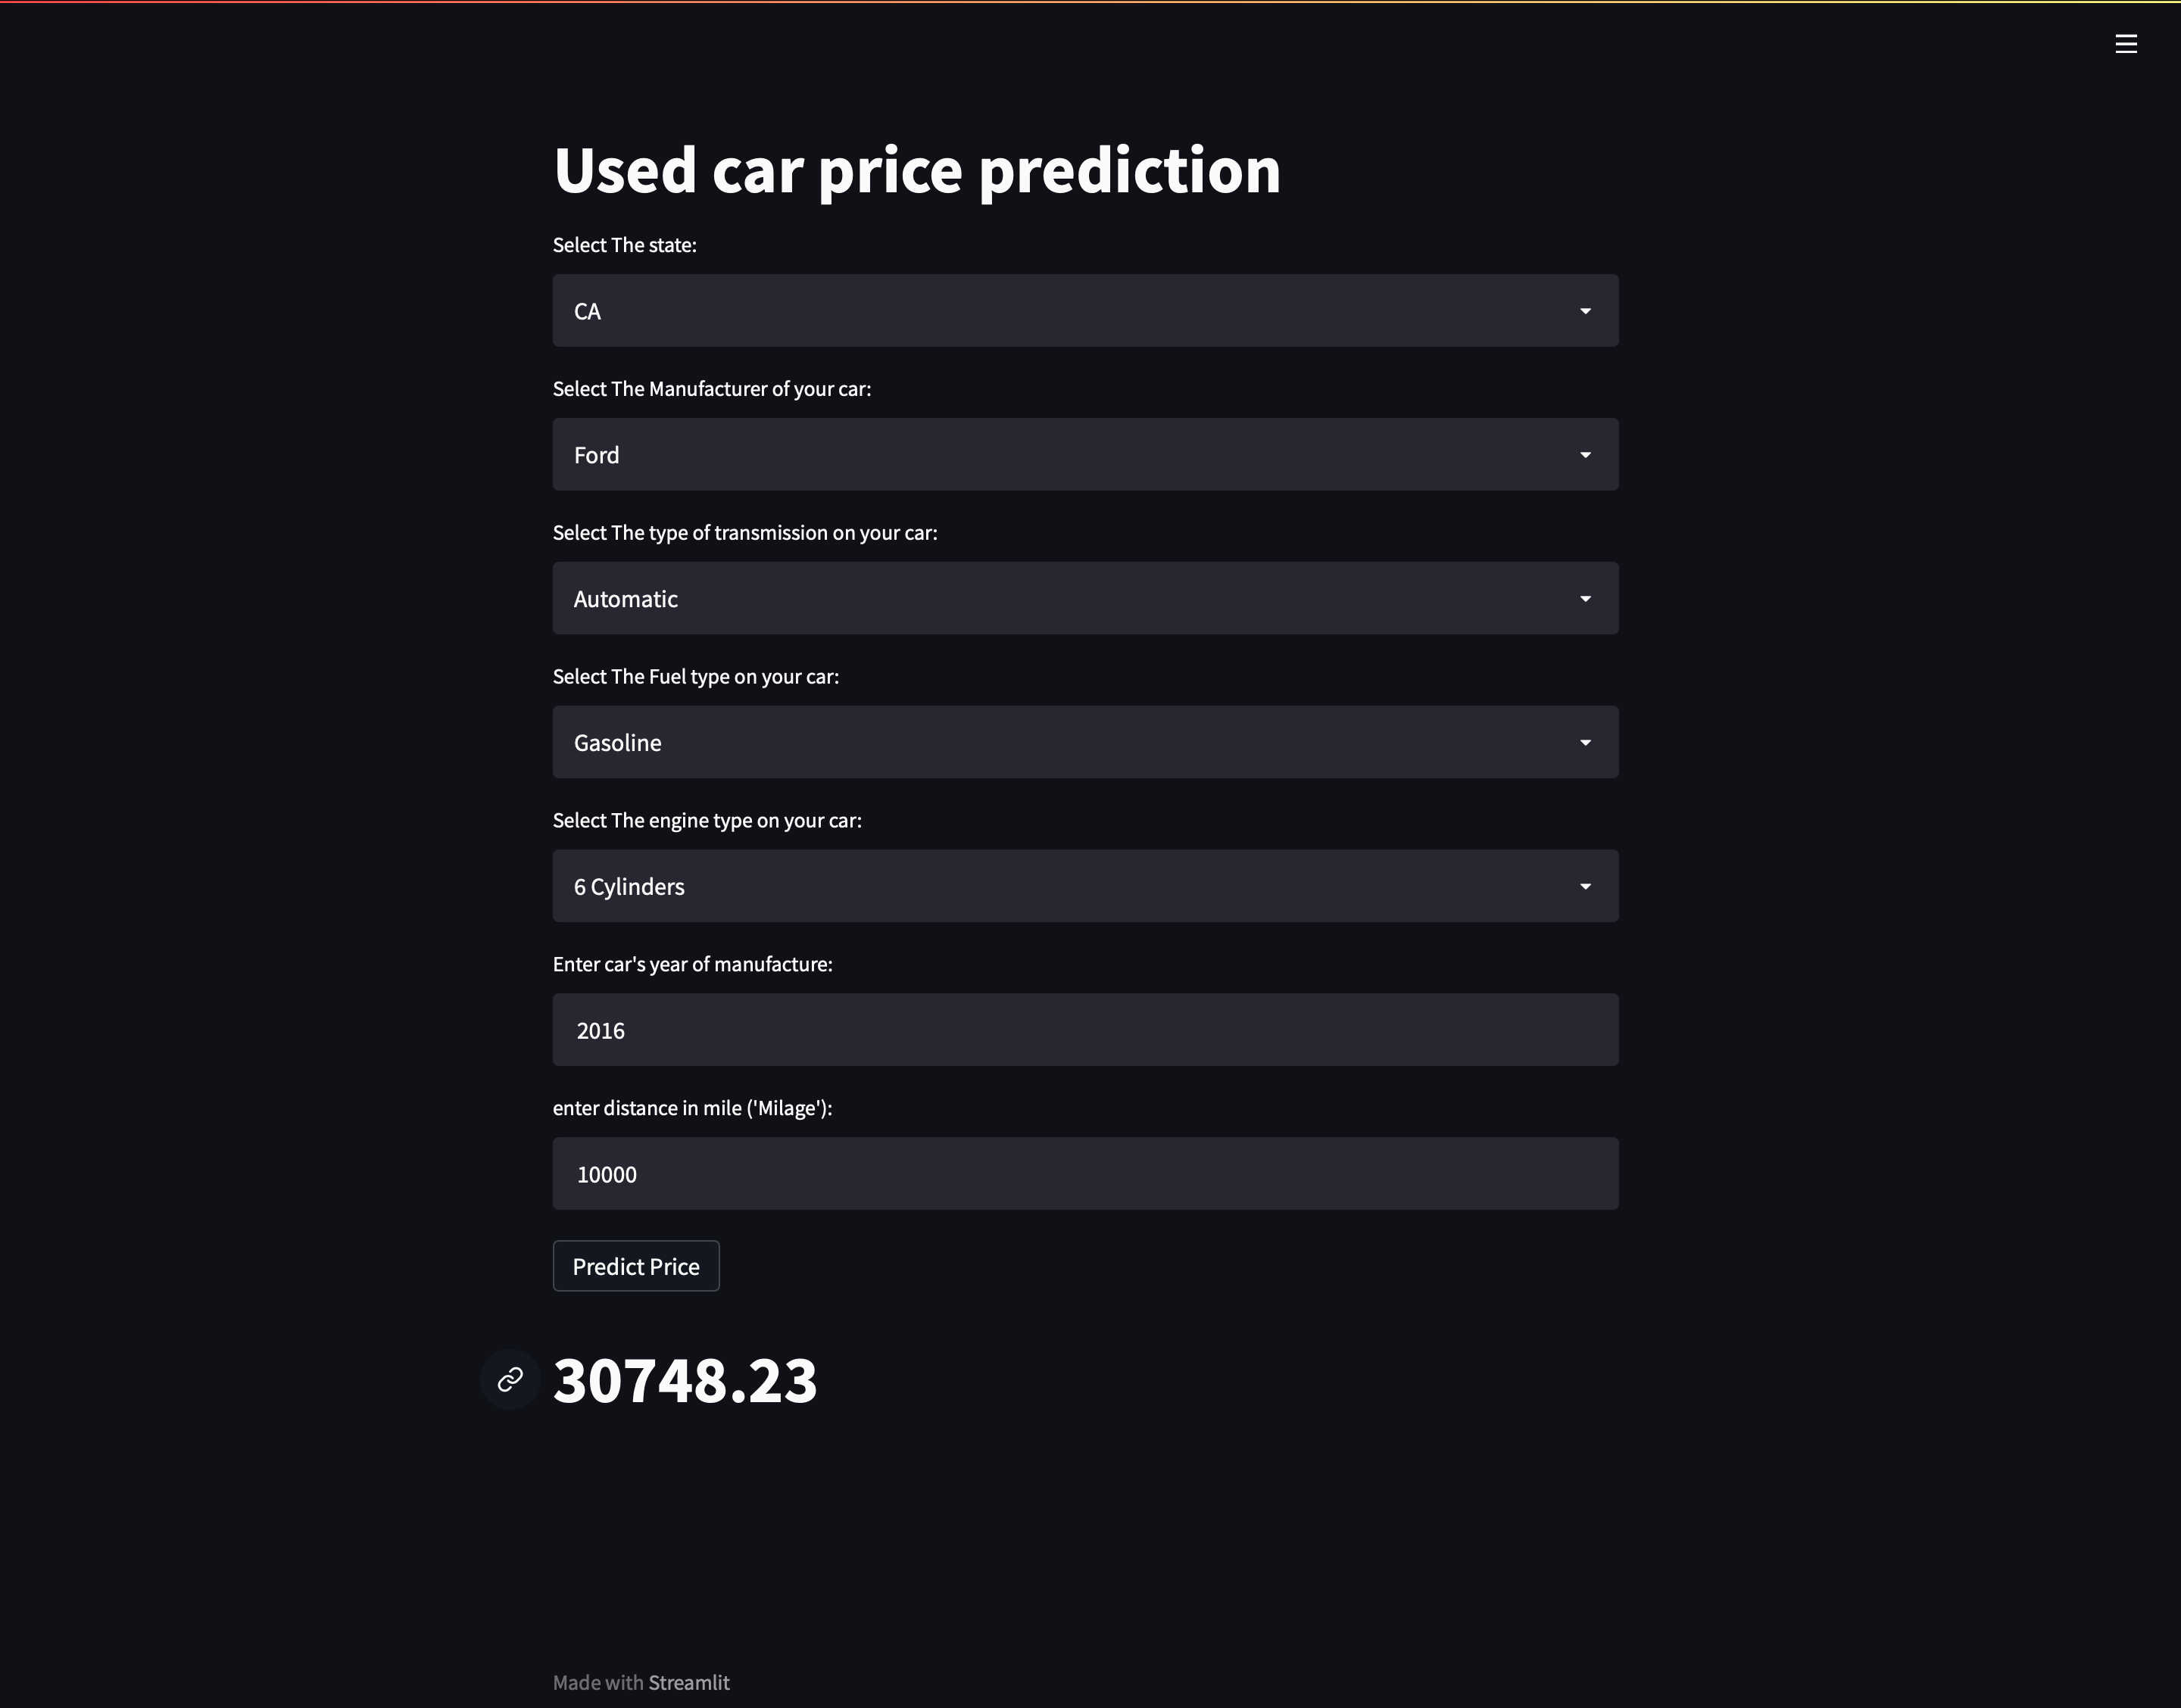 Used car price prediction
Select The state:
CA
Select The Manufacturer of your car:
Ford
Select The type of transmission on your car:
Automatic
Select The Fuel type on your car:
Gasoline
Select The engine type on your car:
6 Cylinders
Enter car's year of manufacture:
2016
enter distance in mile ('Milage'):
10000
Predict Price
30748.23
Made with Streamlit